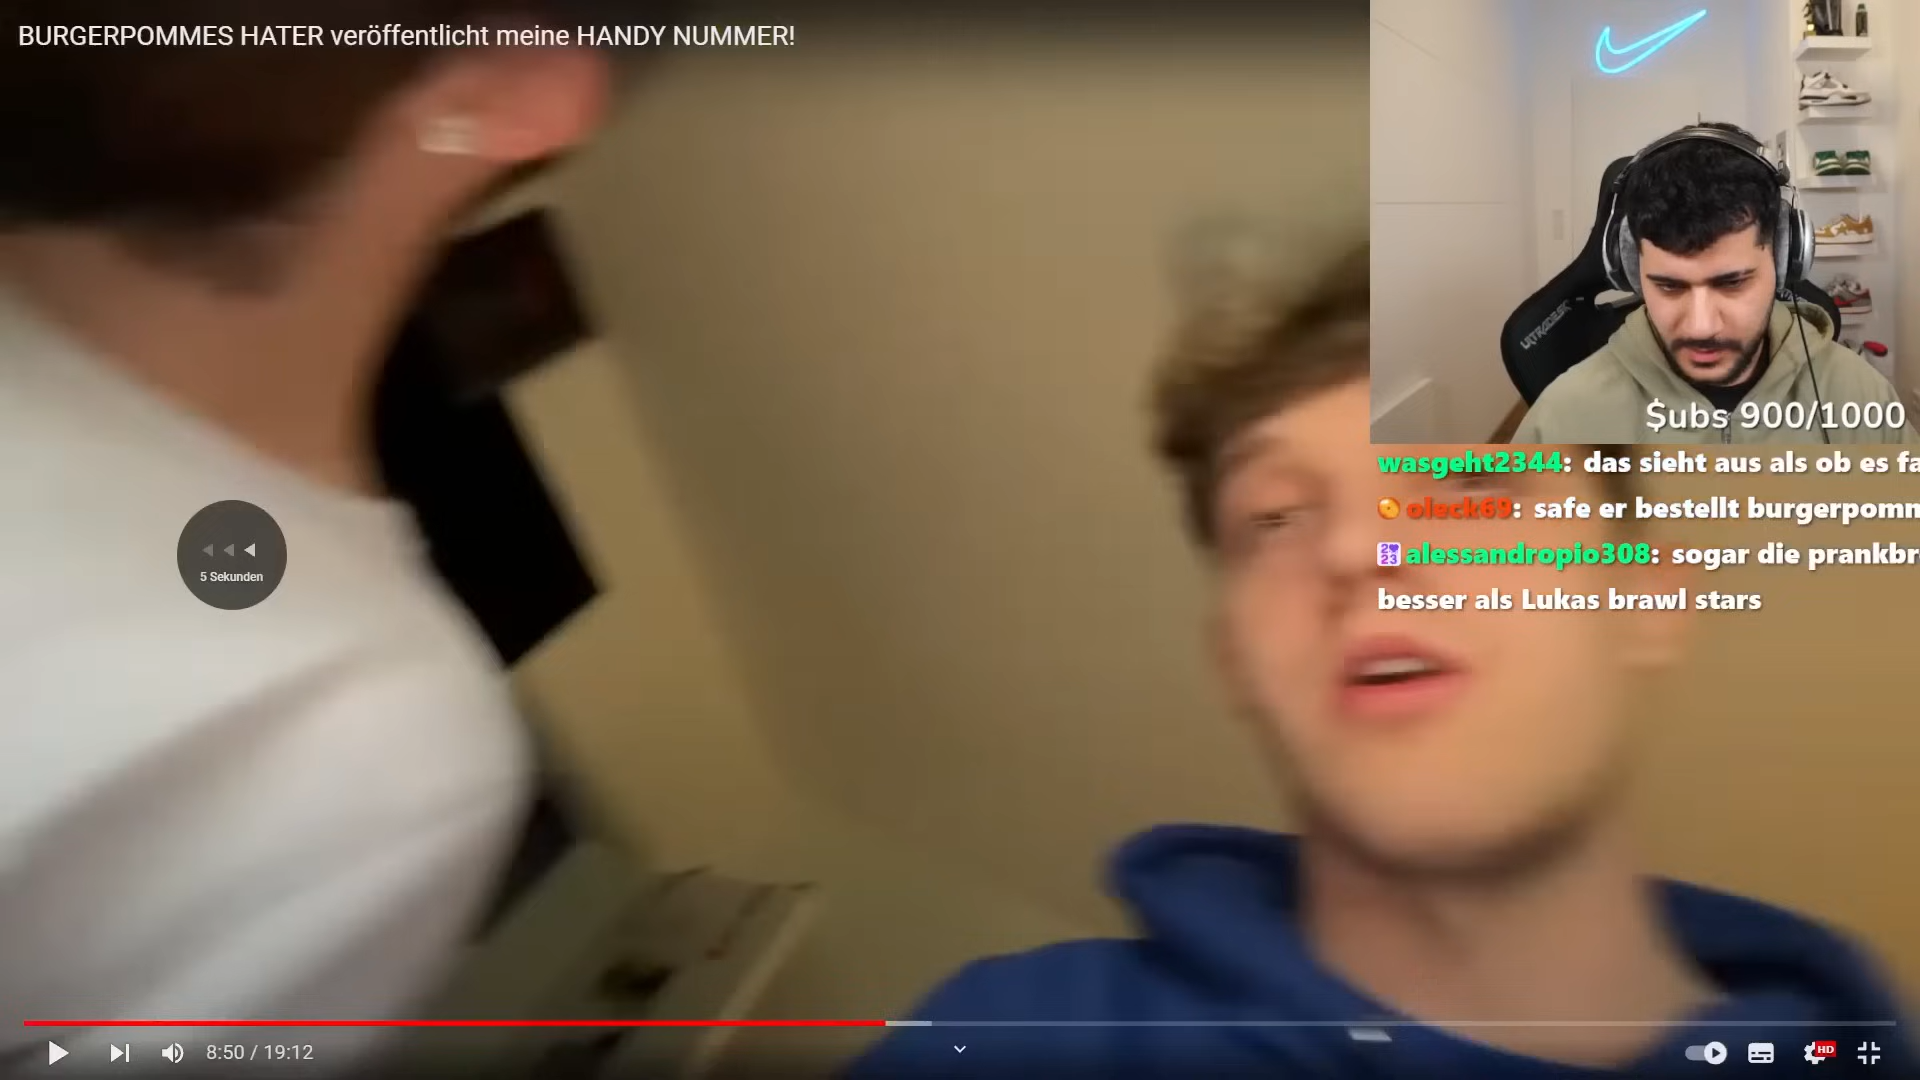 BURGERPOMMES HATER veröffentlicht meine HANDY NUMMER!
ULTRADESK
$ubs 900/1000
wasgeht2344: das sieht aus als ob es fa
oleck69: safe er bestellt burgerpomm
alessandropio308: sogar die prankbr
besser als Lukas brawl stars
5 Sekunden
8:50 / 19:12
HD